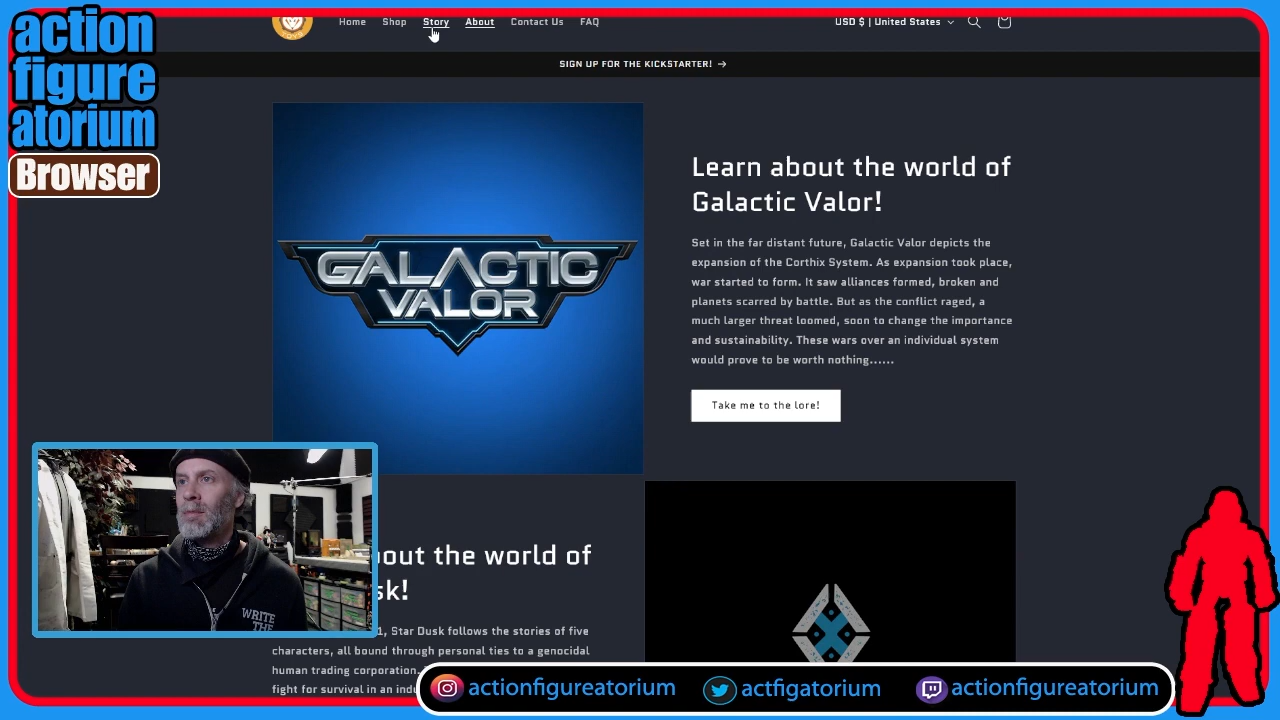 action
figure
atorium
Browser
Home Shop Story About Contact Us FAQ
USD $ | United States
SIGN UP FOR THE KICKSTARTER! →
GALACTIC
VALOR
Learn about the world of
Galactic Valor!
Set in the far distant future, Galactic Valor depicts the
expansion of the Corthix System. As expansion took place,
war started to form. It saw alliances formed, broken and
planets scarred by battle. But as the conflict raged, a
much larger threat loomed, soon to change the importance
and sustainability. These wars over an individual system
would prove to be worth nothing......
Take me to the lore!
out the world of
sk!
1, Star Dusk follows the stories of five
characters, all bound through personal ties to a genocidal
human trading corporation.
fight for survival in an indu
WRITE
THE
actionfigureatorium
actfigatorium
actionfigureatorium